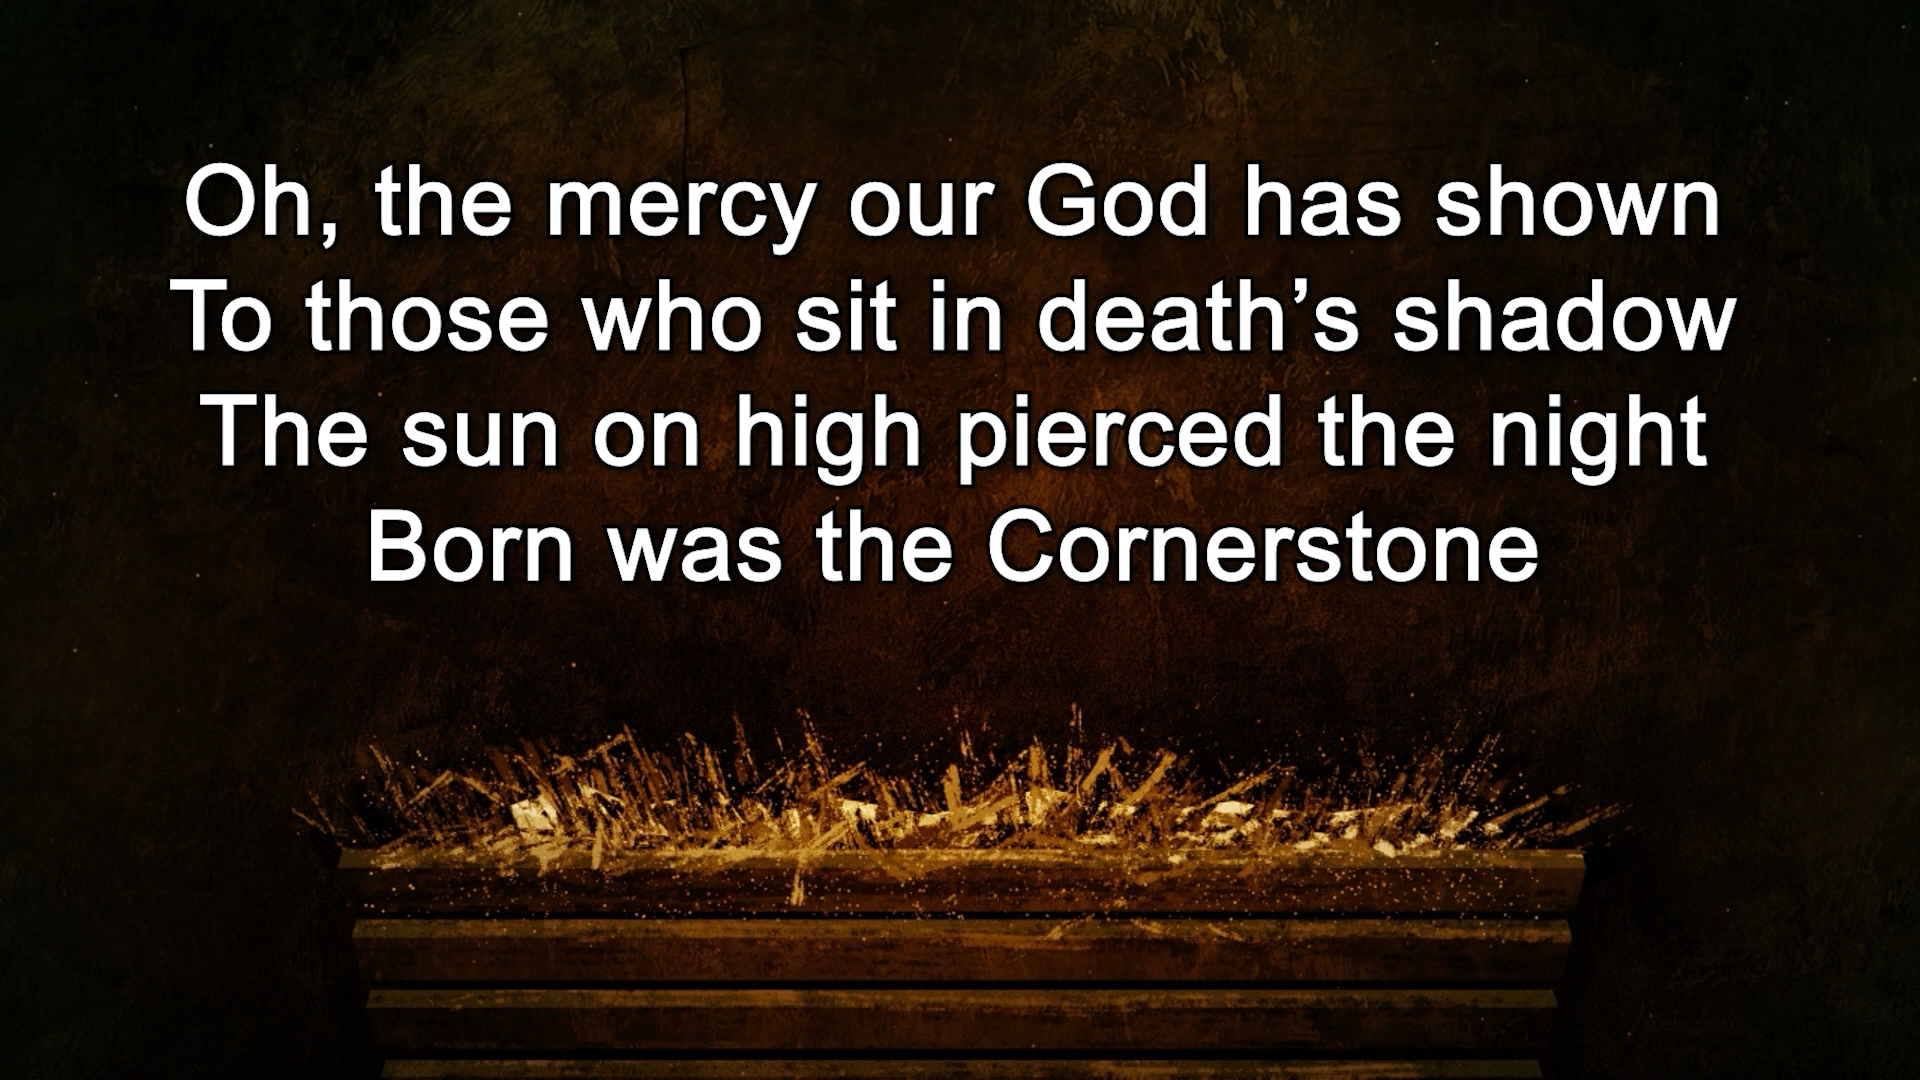 Oh, the mercy our God has shown
To those who sit in death’s shadow
The sun on high pierced the night
Born was the Cornerstone